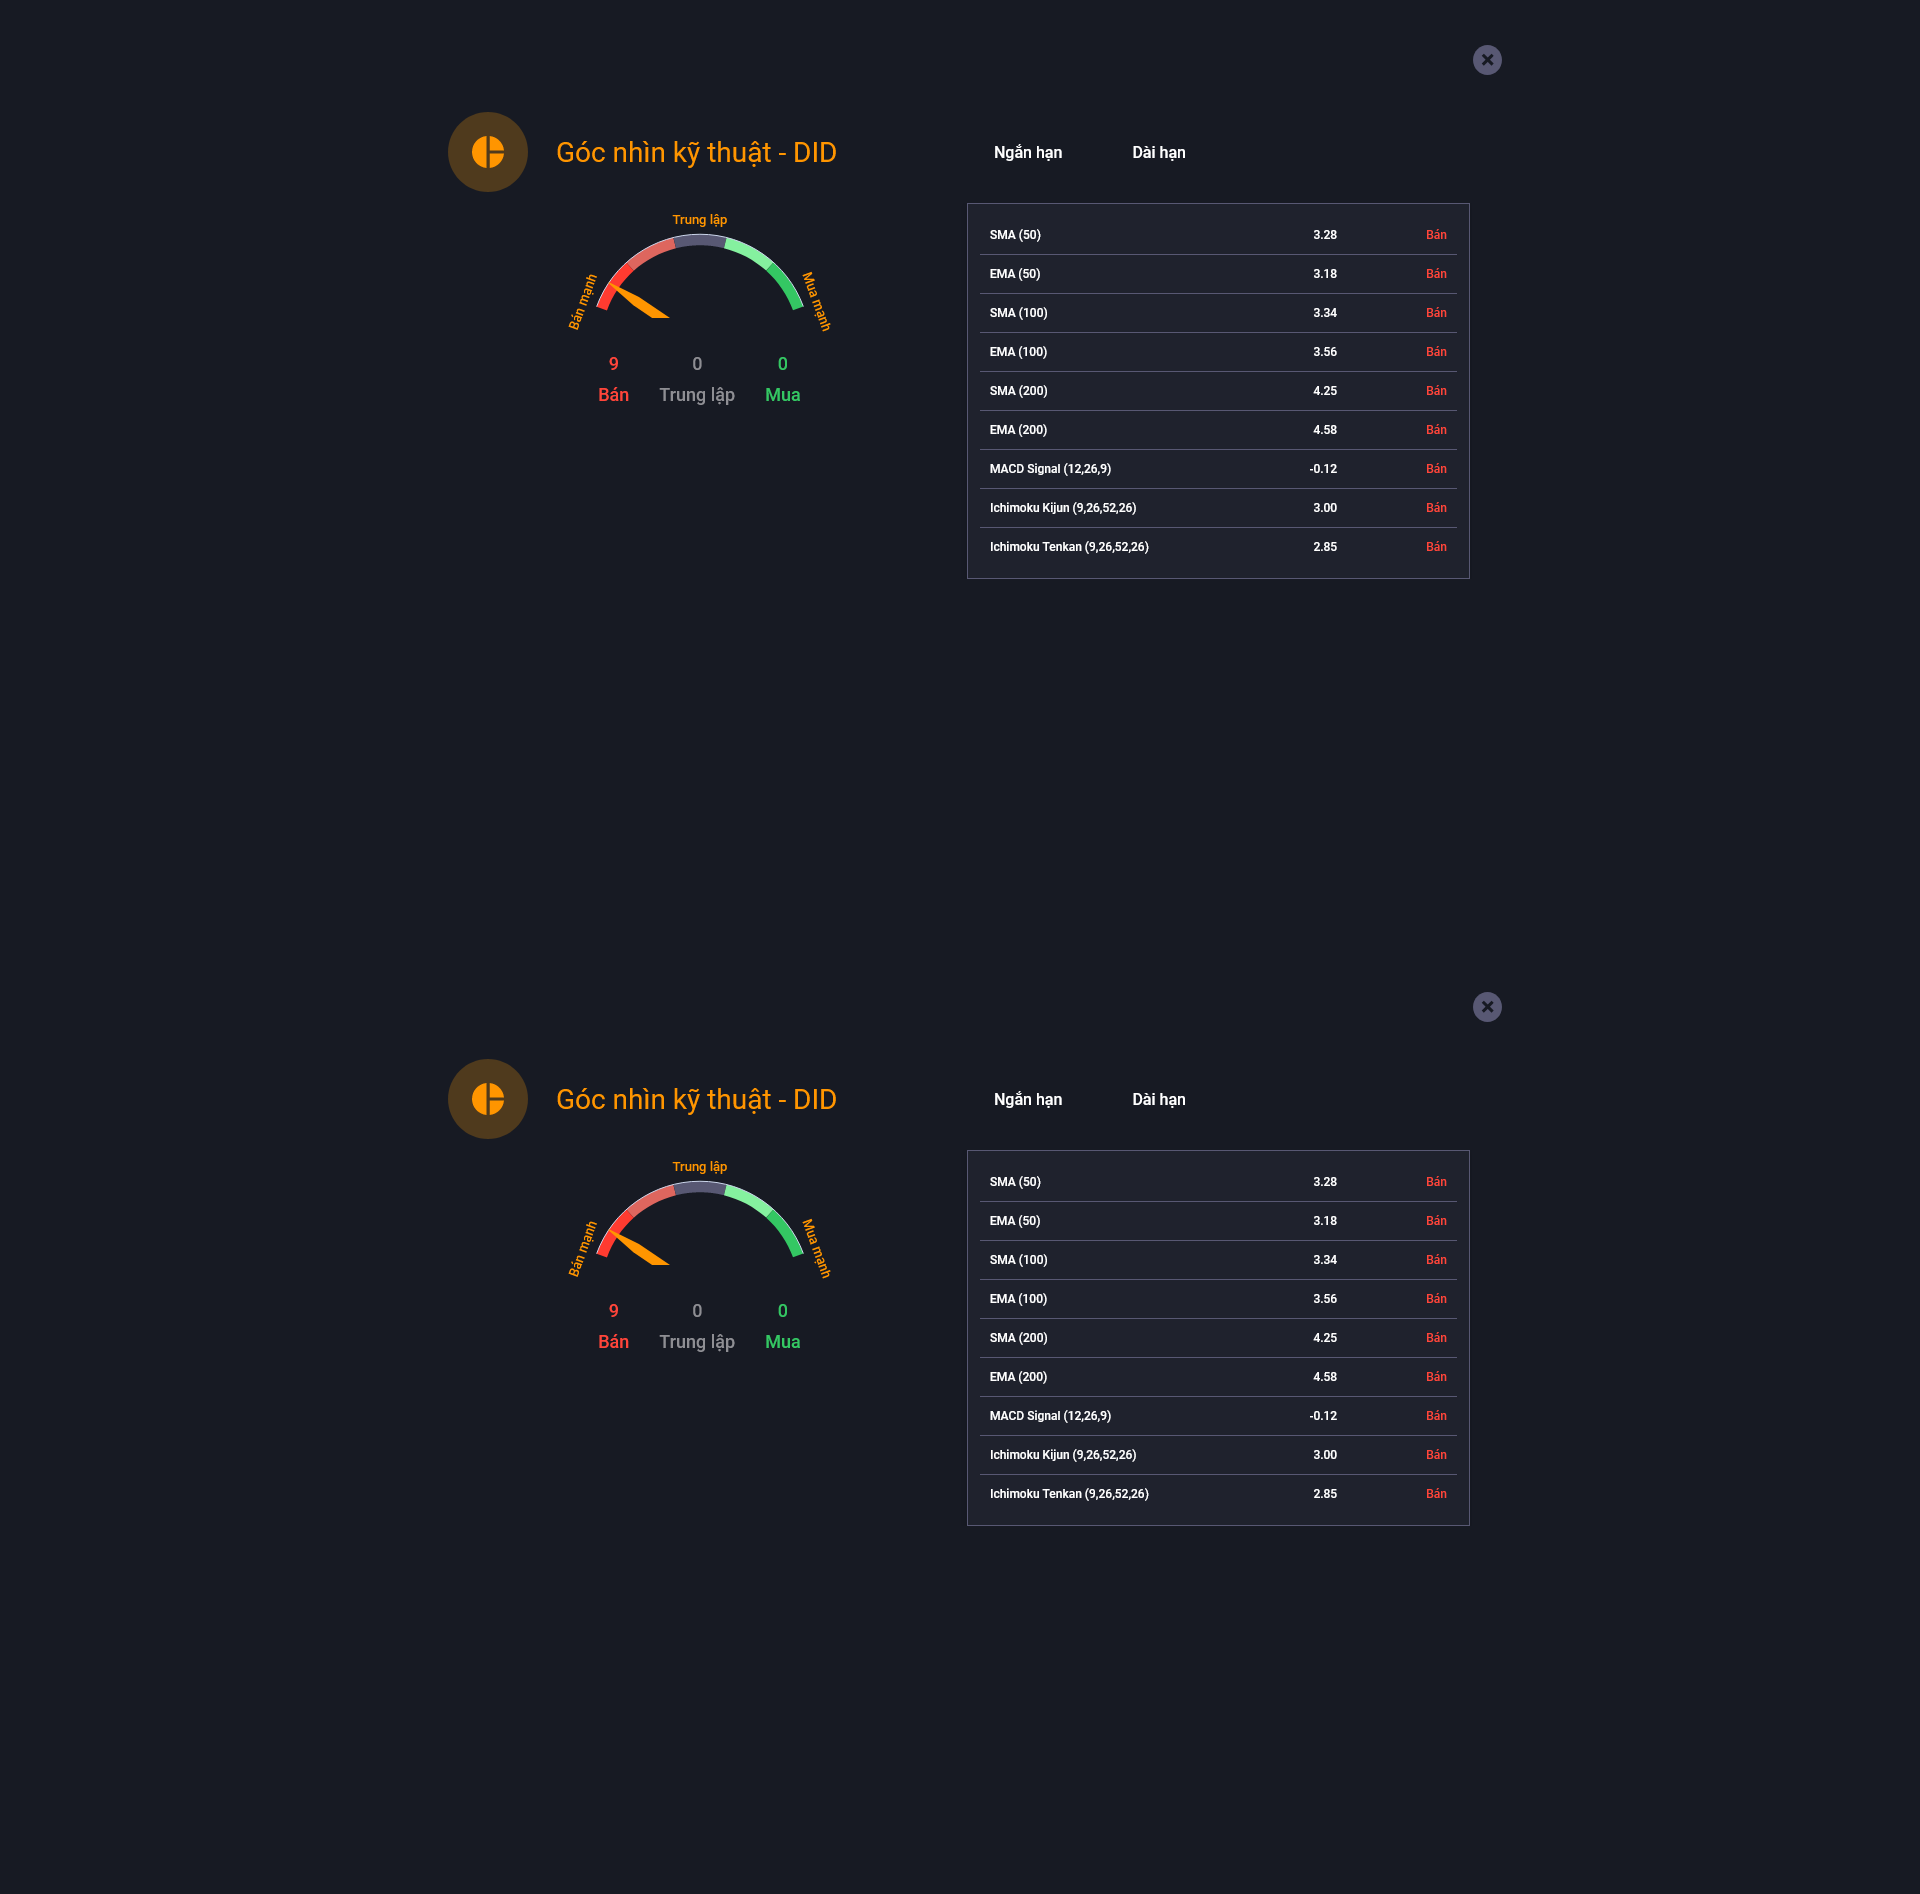 Góc nhìn kỹ thuật - DID
Ngắn hạn Dài hạn
Trung lập
Bán mạnh
Mua mạnh
9 0 0
Bán Trung lập Mua
SMA (50) 3.28 Bán
EMA (50) 3.18 Bán
SMA (100) 3.34 Bán
EMA (100) 3.56 Bán
SMA (200) 4.25 Bán
EMA (200) 4.58 Bán
MACD Signal (12,26,9) -0.12 Bán
Ichimoku Kijun (9,26,52,26) 3.00 Bán
Ichimoku Tenkan (9,26,52,26) 2.85 Bán
Góc nhìn kỹ thuật - DID
Ngắn hạn Dài hạn
Trung lập
Bán mạnh
Mua mạnh
9 0 0
Bán Trung lập Mua
SMA (50) 3.28 Bán
EMA (50) 3.18 Bán
SMA (100) 3.34 Bán
EMA (100) 3.56 Bán
SMA (200) 4.25 Bán
EMA (200) 4.58 Bán
MACD Signal (12,26,9) -0.12 Bán
Ichimoku Kijun (9,26,52,26) 3.00 Bán
Ichimoku Tenkan (9,26,52,26) 2.85 Bán